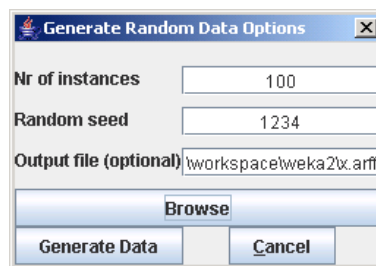 Generate Random Data Options
Nr of instances 100
Random seed 1234
Output file (optional) \workspace\weka2\x.arff
Browse
Generate Data Cancel